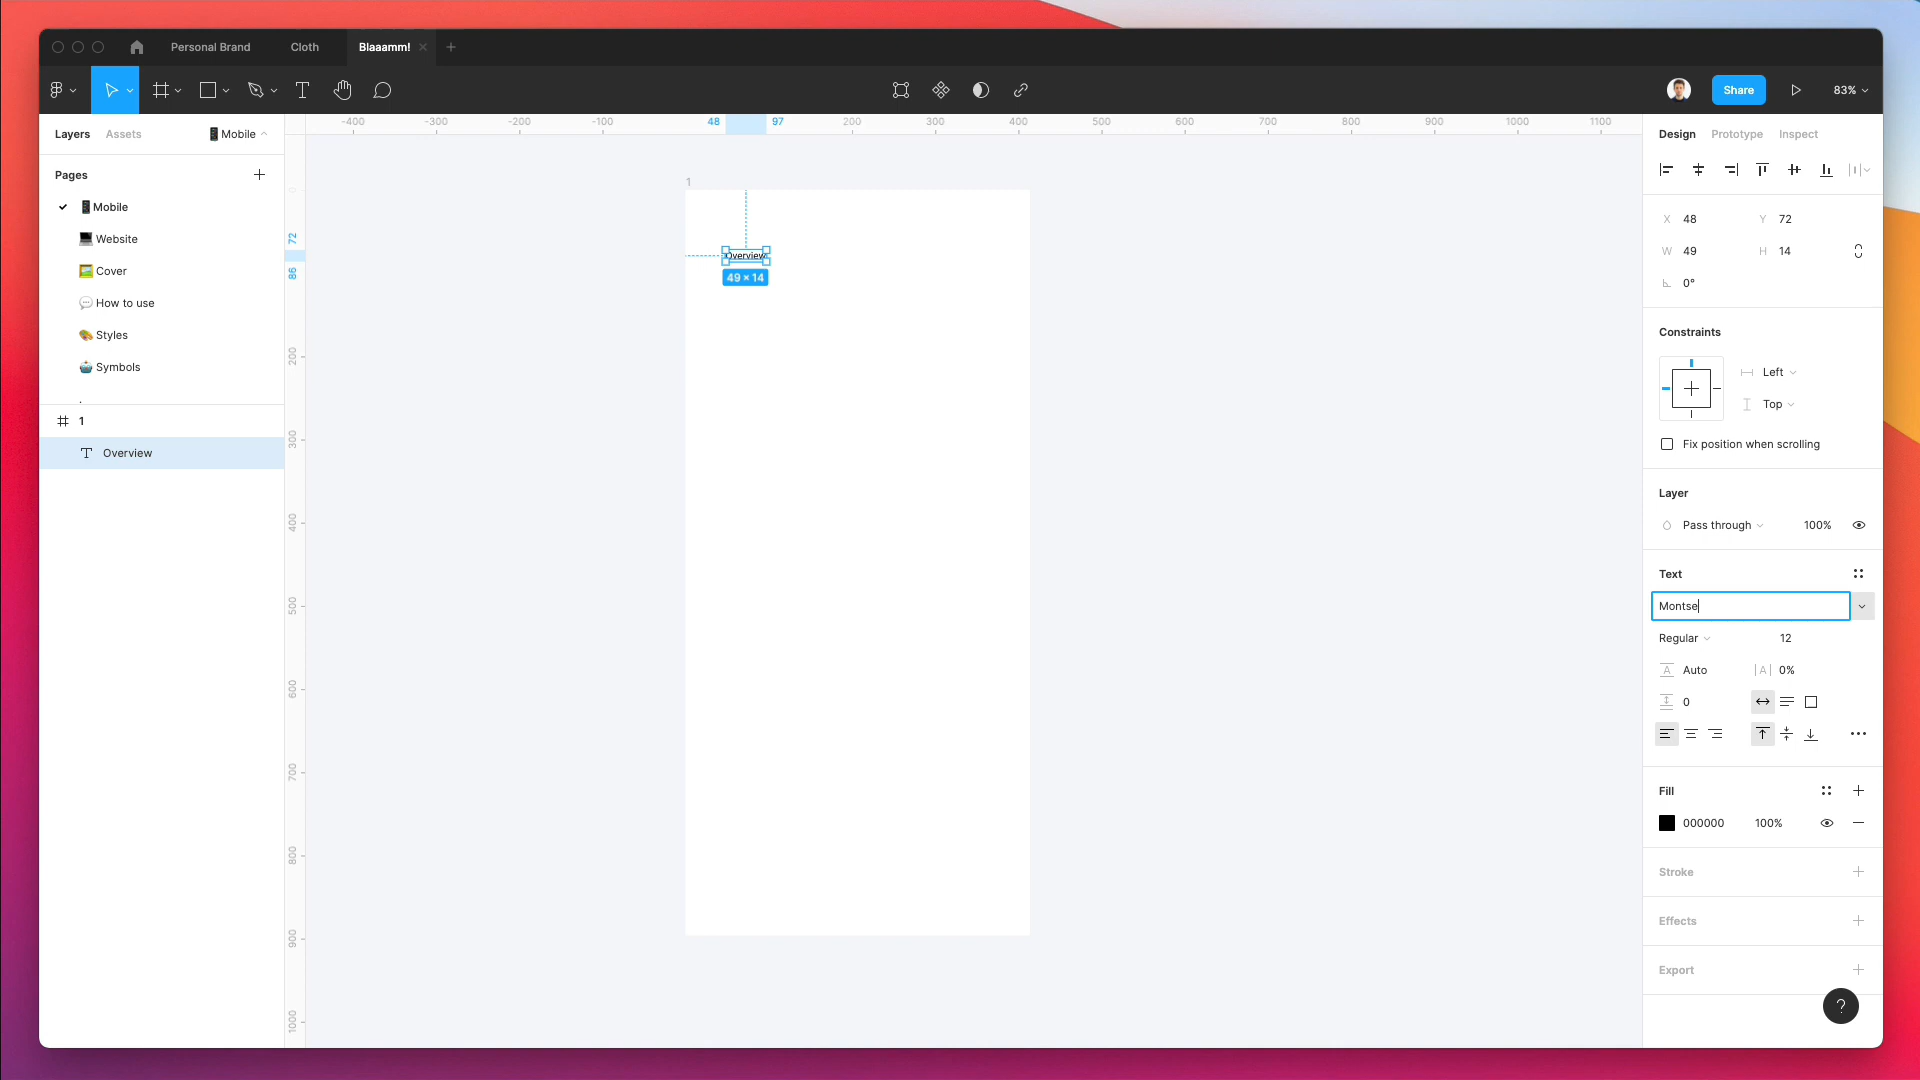 Personal Brand
Cloth
Blaaamm!
Share
83%
Layers
Assets
Mobile
Pages
Mobile
Website
Cover
How to use
Styles
Symbols
1
Overview
-400 -300 -200 -100 48 97 200 300 400 500 600 700 800 900 1000 1100
0
72
86
200
300
400
500
600
700
800
900
1000
1
Overview
49 × 14
Design
Prototype
Inspect
X 48
Y 72
W 49
H 14
0°
Constraints
Left
Top
Fix position when scrolling
Layer
Pass through
100%
Text
Montse
Regular
12
A Auto
|A| 0%
0
Fill
000000
100%
Stroke
Effects
Export
?